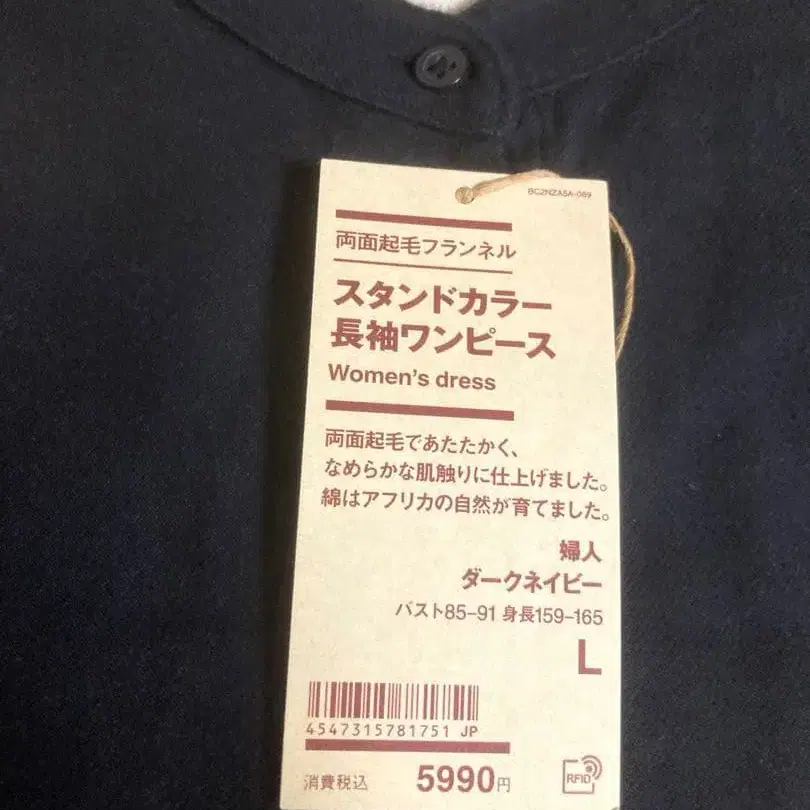 BC2NZA5A-089
両面起毛フランネル
スタンドカラー
長袖ワンピース
Women's dress
両面起毛であたたかく、
なめらかな肌触りに仕上げました。
綿はアフリカの自然が育てました。
婦人
ダークネイビー
バスト85-91 身長159-165
L
4547315781751 JP
消費税込 5990円
RFID